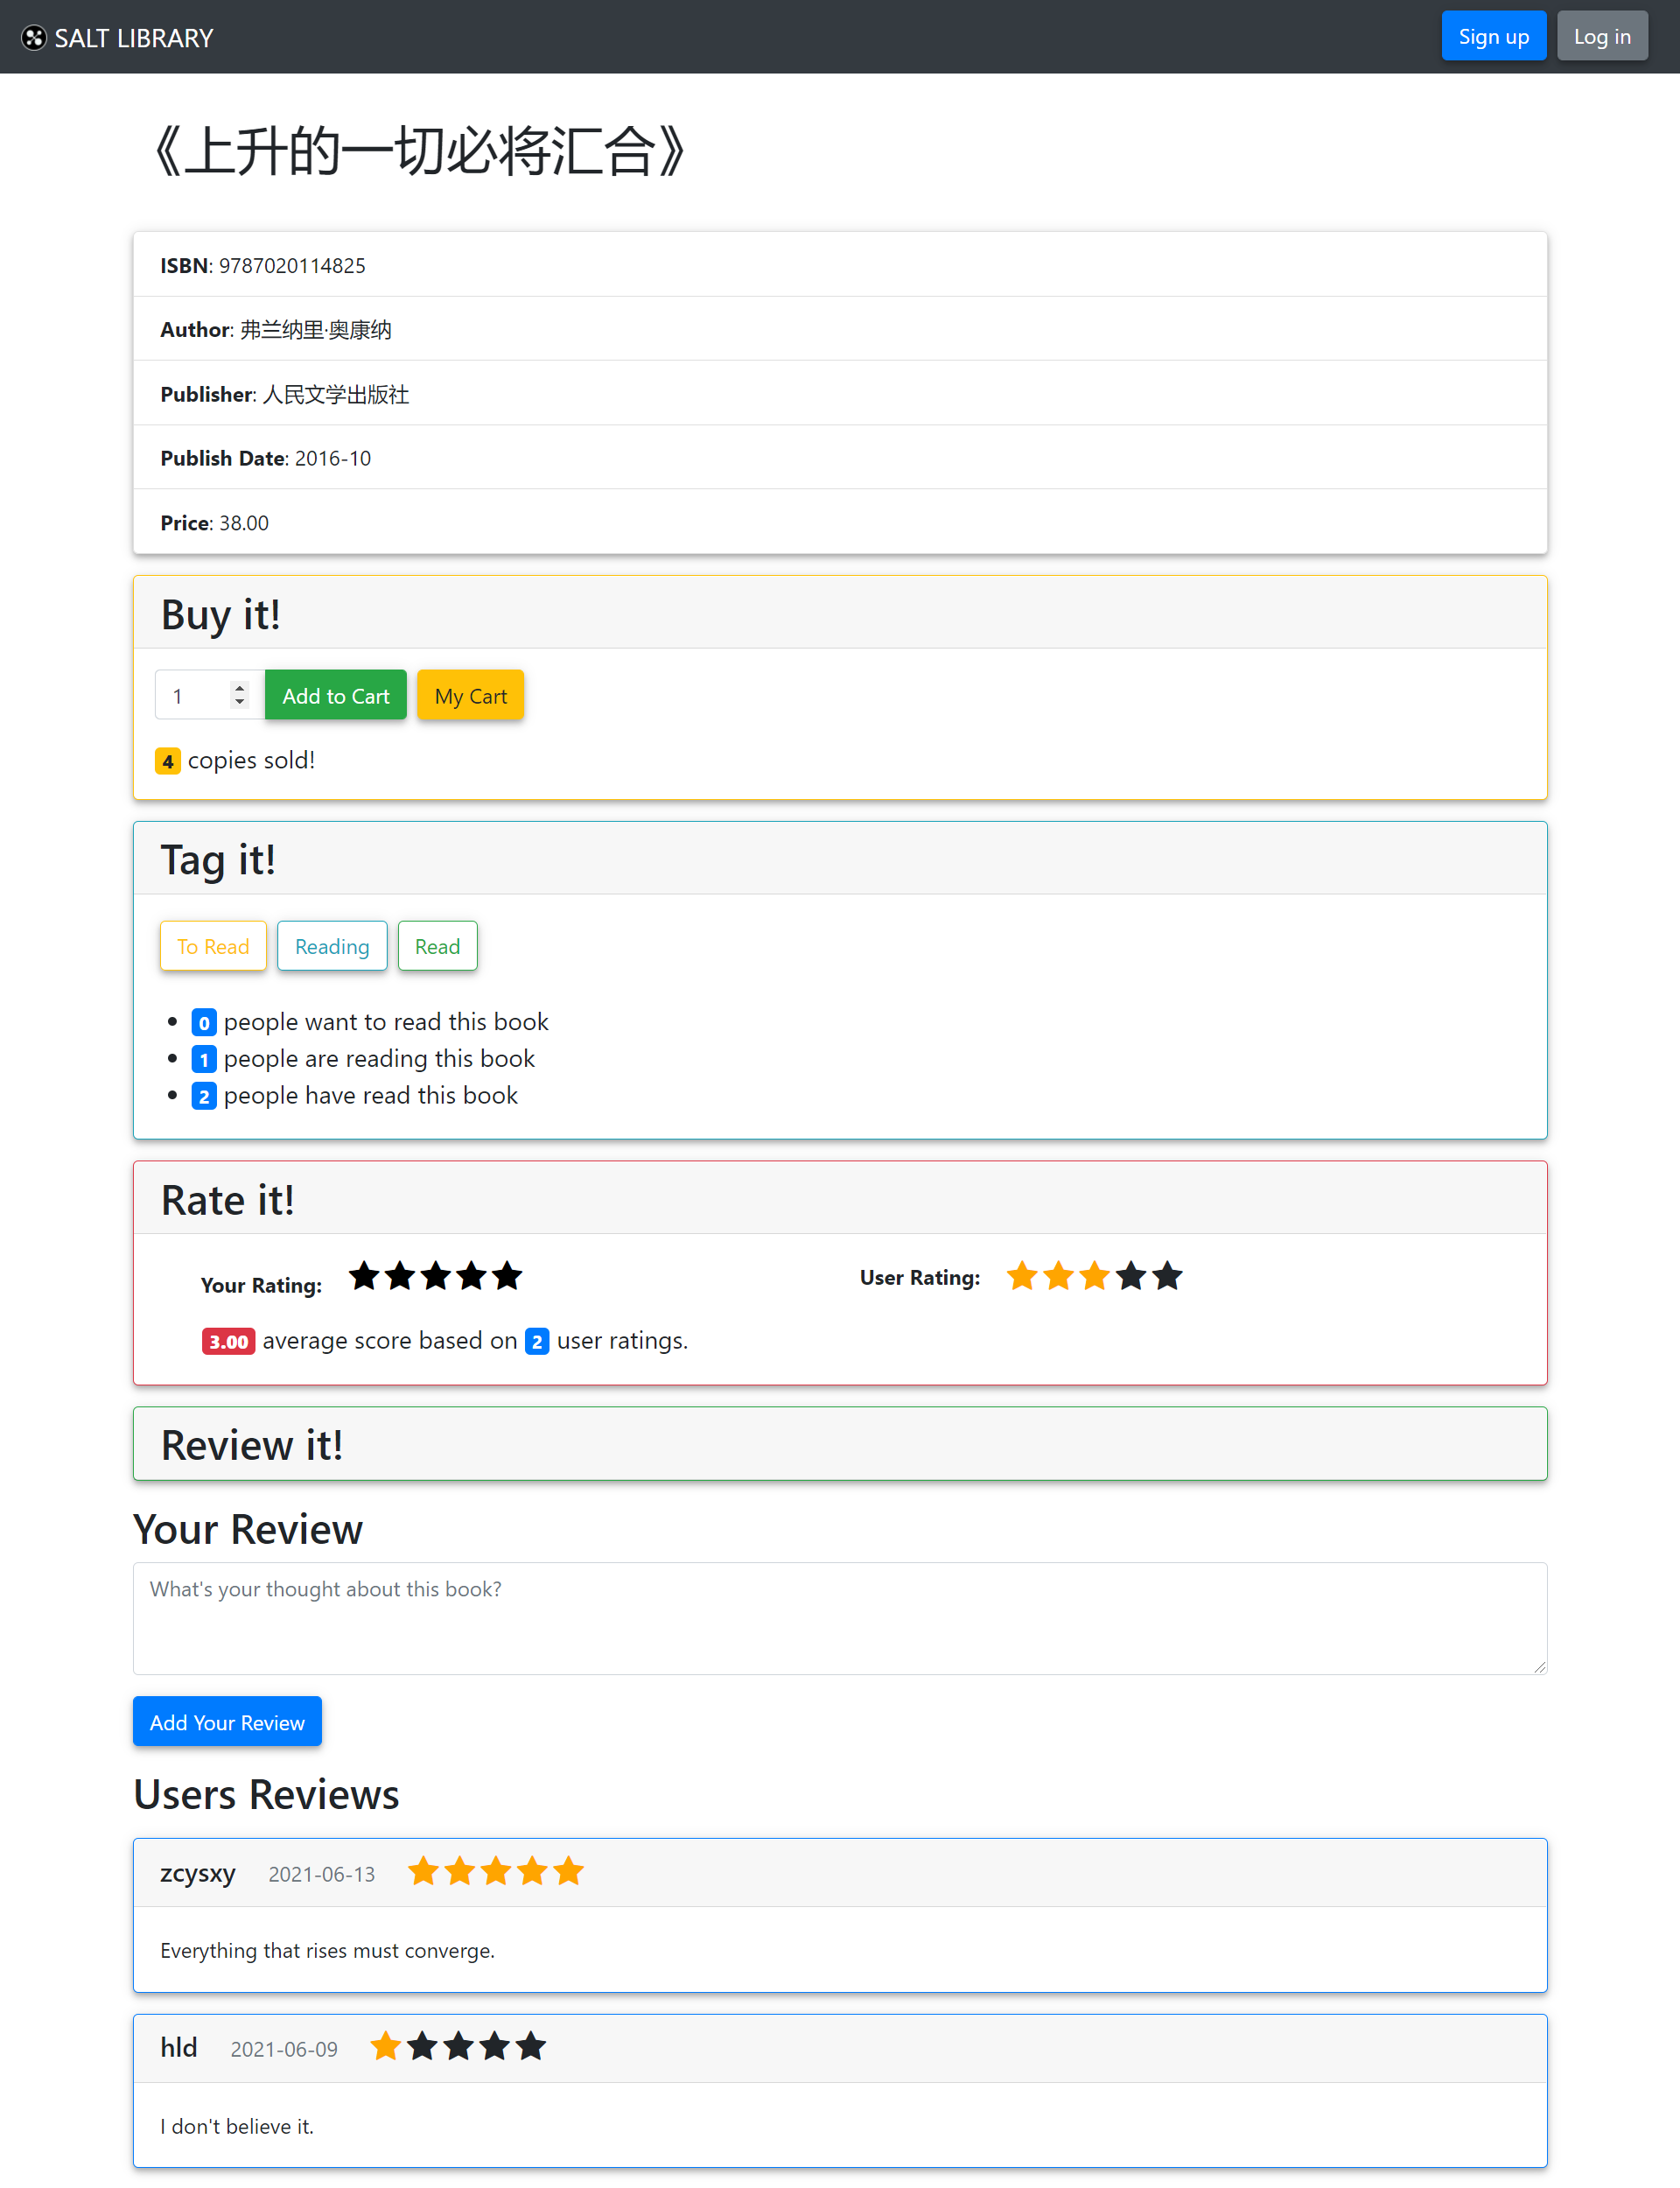 SALT LIBRARY
Sign up
Log in
《上升的一切必将汇合》
ISBN: 9787020114825
Author: 弗兰纳里·奥康纳
Publisher: 人民文学出版社
Publish Date: 2016-10
Price: 38.00
Buy it!
1
Add to Cart
My Cart
4 copies sold!
Tag it!
To Read
Reading
Read
0 people want to read this book
1 people are reading this book
2 people have read this book
Rate it!
Your Rating:
User Rating:
3.00 average score based on 2 user ratings.
Review it!
Your Review
What's your thought about this book?
Add Your Review
Users Reviews
zcysxy 2021-06-13
Everything that rises must converge.
hld 2021-06-09
I don't believe it.